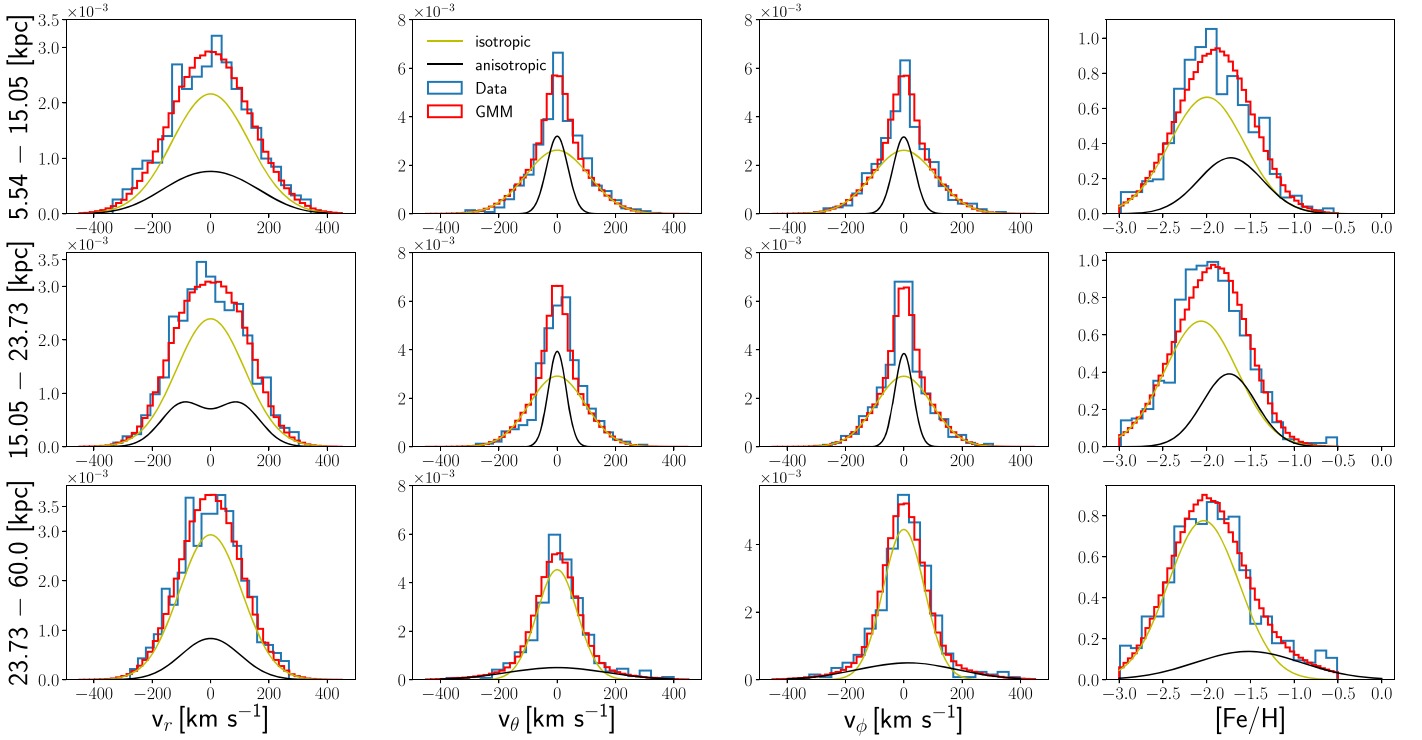 ×10⁻³ ×10⁻³ ×10⁻³
5.54 − 15.05 [kpc]
3.5 3.0 2.0 1.0 0.0
−400 −200 0 200 400
8 6 4 2 0
isotropic
anisotropic
Data
GMM
−400 −200 0 200 400
8 6 4 2 0
−400 −200 0 200 400
1.0 0.8 0.6 0.4 0.2 0.0
−3.0 −2.5 −2.0 −1.5 −1.0 −0.5 0.0
×10⁻³ ×10⁻³ ×10⁻³
15.05 − 23.73 [kpc]
3.5 3.0 2.0 1.0 0.0
−400 −200 0 200 400
8 6 4 2 0
−400 −200 0 200 400
8 6 4 2 0
−400 −200 0 200 400
1.0 0.8 0.6 0.4 0.2 0.0
−3.0 −2.5 −2.0 −1.5 −1.0 −0.5 0.0
×10⁻³ ×10⁻³ ×10⁻³
23.73 − 60.0 [kpc]
3.5 3.0 2.0 1.0 0.0
−400 −200 0 200 400
v_r [km s⁻¹]
8 6 4 2 0
−400 −200 0 200 400
v_θ [km s⁻¹]
4 2 0
−400 −200 0 200 400
v_ϕ [km s⁻¹]
0.8 0.6 0.4 0.2 0.0
−3.0 −2.5 −2.0 −1.5 −1.0 −0.5 0.0
[Fe/H]